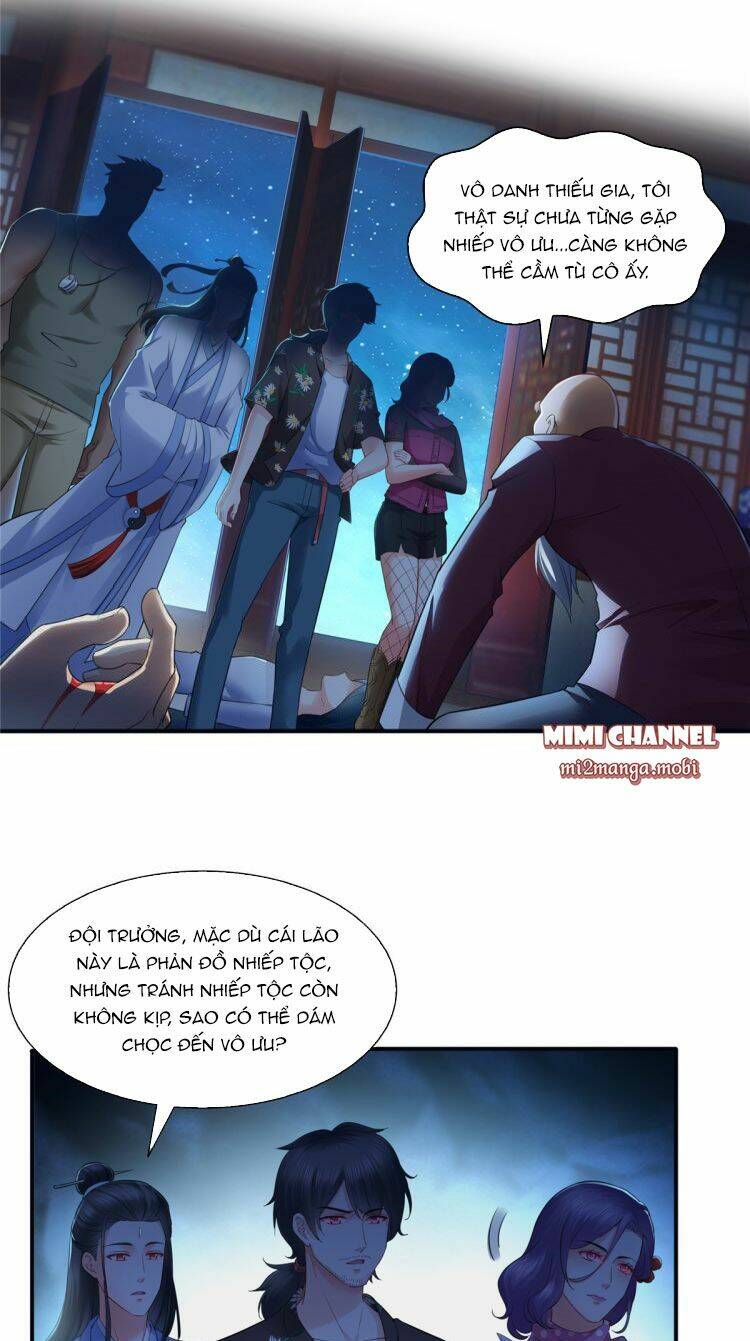 VÔ DANH THIẾU GIA, TÔI
THẬT SỰ CHƯA TỪNG GẶP
NHIẾP VÔ ƯU...CÀNG KHÔNG
THỂ CẦM TÙ CÔ ẤY.
MIMI CHANNEL
mi2manga.mobi
ĐỘI TRƯỞNG, MẶC DÙ CÁI LÃO
NÀY LÀ PHẢN ĐỒ NHIẾP TỘC,
NHƯNG TRÁNH NHIẾP TỘC CÒN
KHÔNG KỊP, SAO CÓ THỂ DÁM
CHỌC ĐẾN VÔ ƯU?